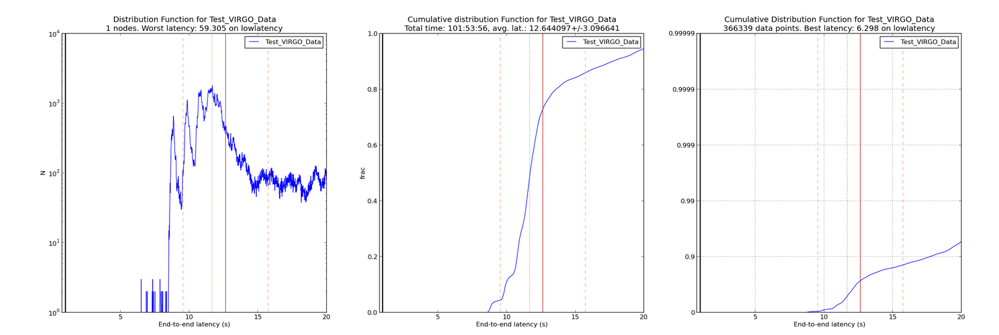 Distribution Function for Test_VIRGO_Data
1 nodes. Worst latency: 59.305 on lowlatency
Test_VIRGO_Data
10^4
10^3
10^2
10^1
10^0
N
5 10 15 20
End-to-end latency (s)
Cumulative distribution Function for Test_VIRGO_Data
Total time: 101:53:56, avg. lat.: 12.644097+/-3.096641
Test_VIRGO_Data
1.0
0.8
0.6
0.4
0.2
0.0
frac
5 10 15 20
End-to-end latency (s)
Cumulative Distribution Function for Test_VIRGO_Data
366339 data points. Best latency: 6.298 on lowlatency
Test_VIRGO_Data
0.99999
0.9999
0.999
0.99
0.9
0
5 10 15 20
End-to-end latency (s)